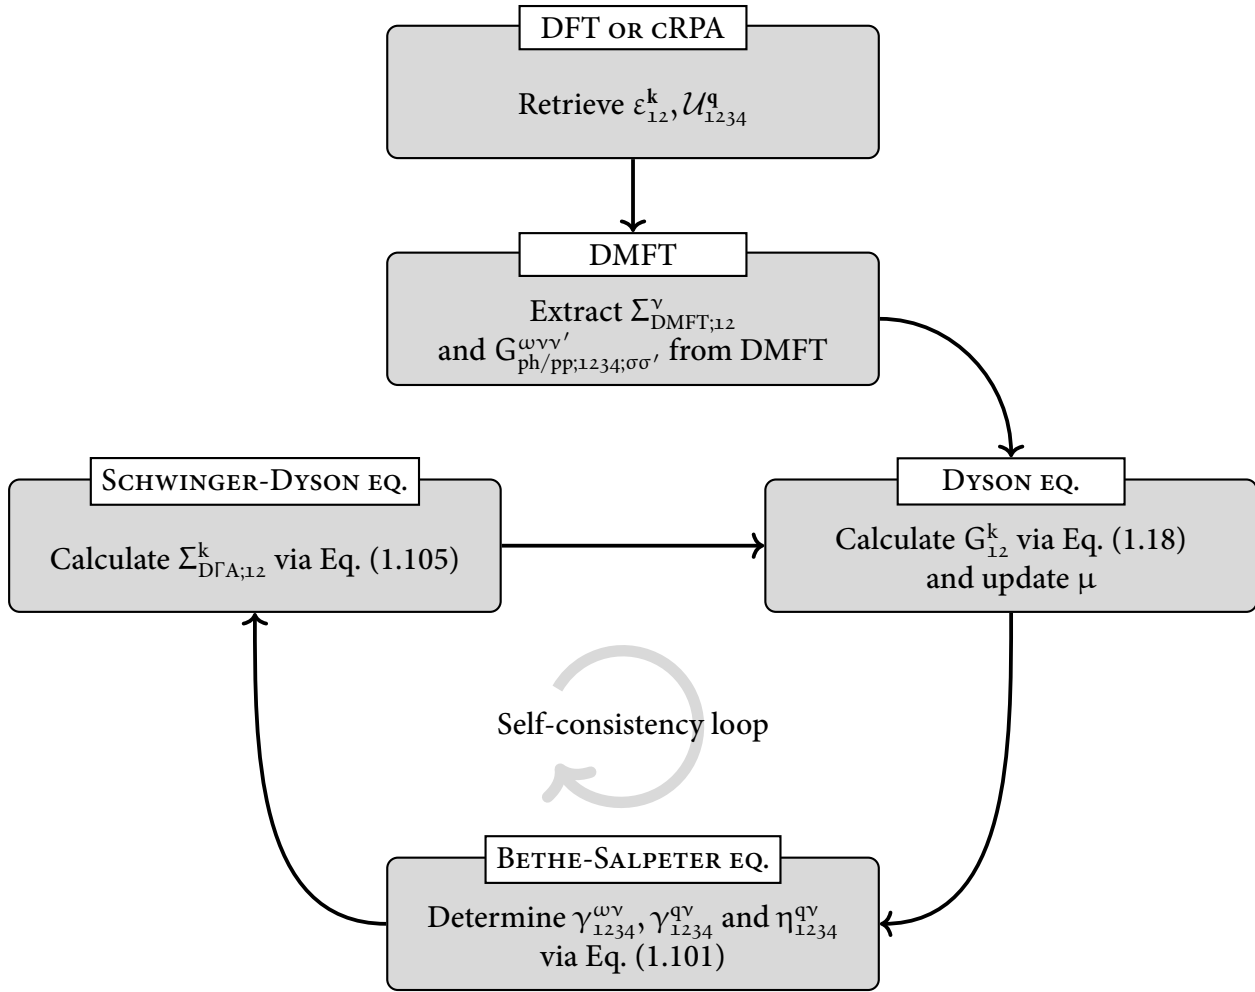 DFT OR CRPA
Retrieve ε₁₂ᵏ, 𝒰₁₂₃₄^q
DMFT
Extract Σ^ν_DMFT;12
and G^ωνν′_ph/pp;1234;σσ′ from DMFT
SCHWINGER-DYSON EQ.
Calculate Σ^k_DΓA;12 via Eq. (1.105)
DYSON EQ.
Calculate G^k_12 via Eq. (1.18)
and update μ
Self-consistency loop
BETHE-SALPETER EQ.
Determine γ^ων_1234, γ^qν_1234 and η^qν_1234
via Eq. (1.101)